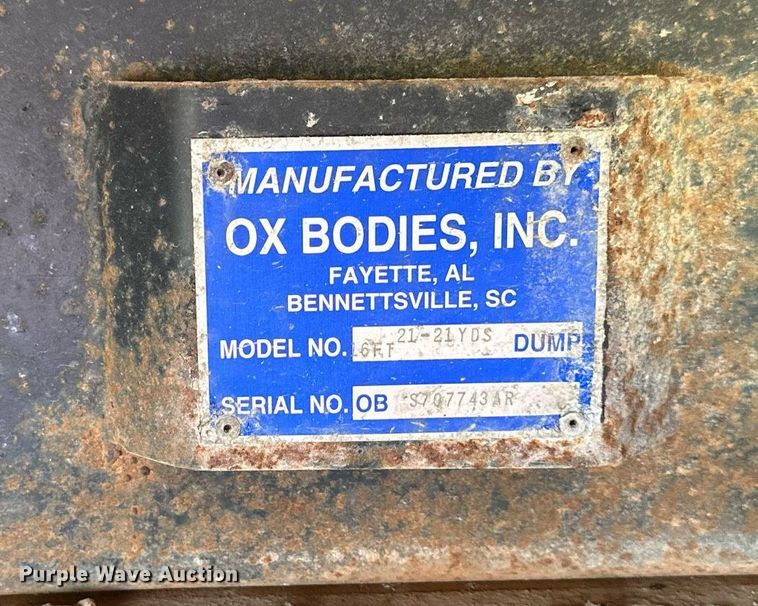 MANUFACTURED BY
OX BODIES, INC.
FAYETTE, AL
BENNETTSVILLE, SC
21-21YDS
MODEL NO. 6FT DUMP
SERIAL NO. OB S707743AR
Purple Wave Auction